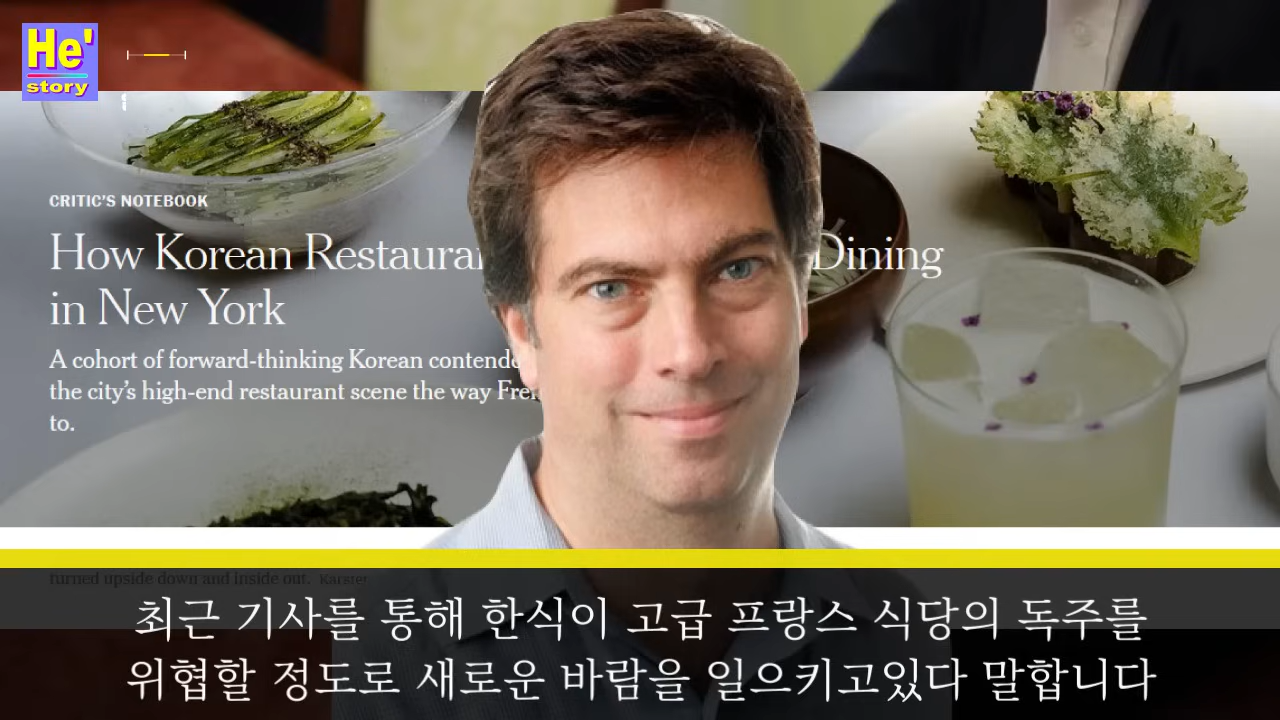 He'
story
CRITIC'S NOTEBOOK
How Korean Restaurar Dining
in New York
A cohort of forward-thinking Korean contende
the city's high-end restaurant scene the way Fre
to.
turned upside down and inside out. Karsten
최근 기사를 통해 한식이 고급 프랑스 식당의 독주를
위협할 정도로 새로운 바람을 일으키고있다 말합니다